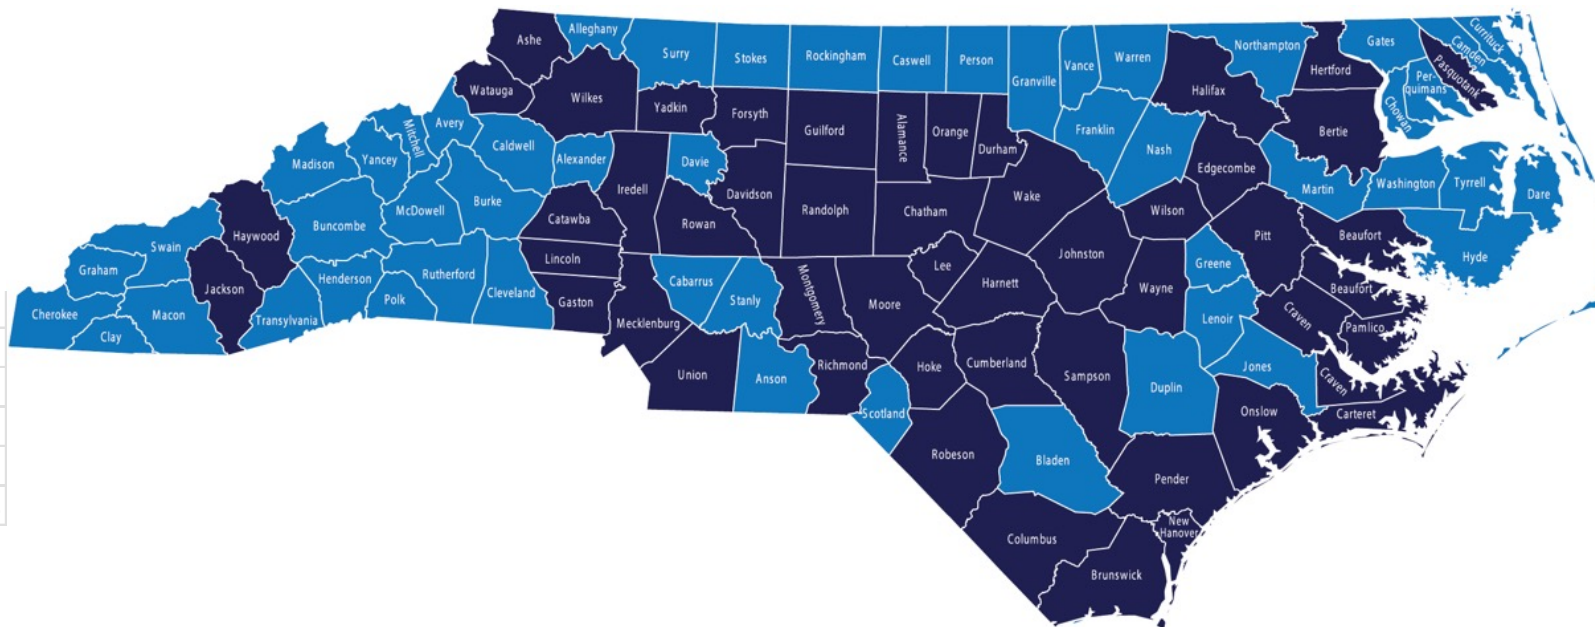 Ashe
Alleghany
Surry
Stokes
Rockingham
Caswell
Person
Granville
Vance
Warren
Northampton
Gates
Currituck
Camden
Pasquotank
Per-
quimans
Chowan
Hertford
Halifax
Bertie
Watauga
Wilkes
Yadkin
Forsyth
Guilford
Alamance
Orange
Durham
Franklin
Nash
Edgecombe
Martin
Washington
Tyrrell
Dare
Mitchell
Avery
Caldwell
Alexander
Davie
Iredell
Davidson
Randolph
Chatham
Wake
Wilson
Madison
Yancey
McDowell
Burke
Catawba
Rowan
Johnston
Pitt
Beaufort
Hyde
Swain
Haywood
Buncombe
Lincoln
Lee
Harnett
Wayne
Greene
Beaufort
Graham
Jackson
Henderson
Rutherford
Cleveland
Gaston
Cabarrus
Stanly
Montgomery
Moore
Lenoir
Craven
Pamlico
Cherokee
Clay
Macon
Transylvania
Polk
Mecklenburg
Union
Anson
Richmond
Hoke
Cumberland
Sampson
Duplin
Jones
Craven
Carteret
Onslow
Scotland
Robeson
Bladen
Pender
Columbus
New
Hanover
Brunswick